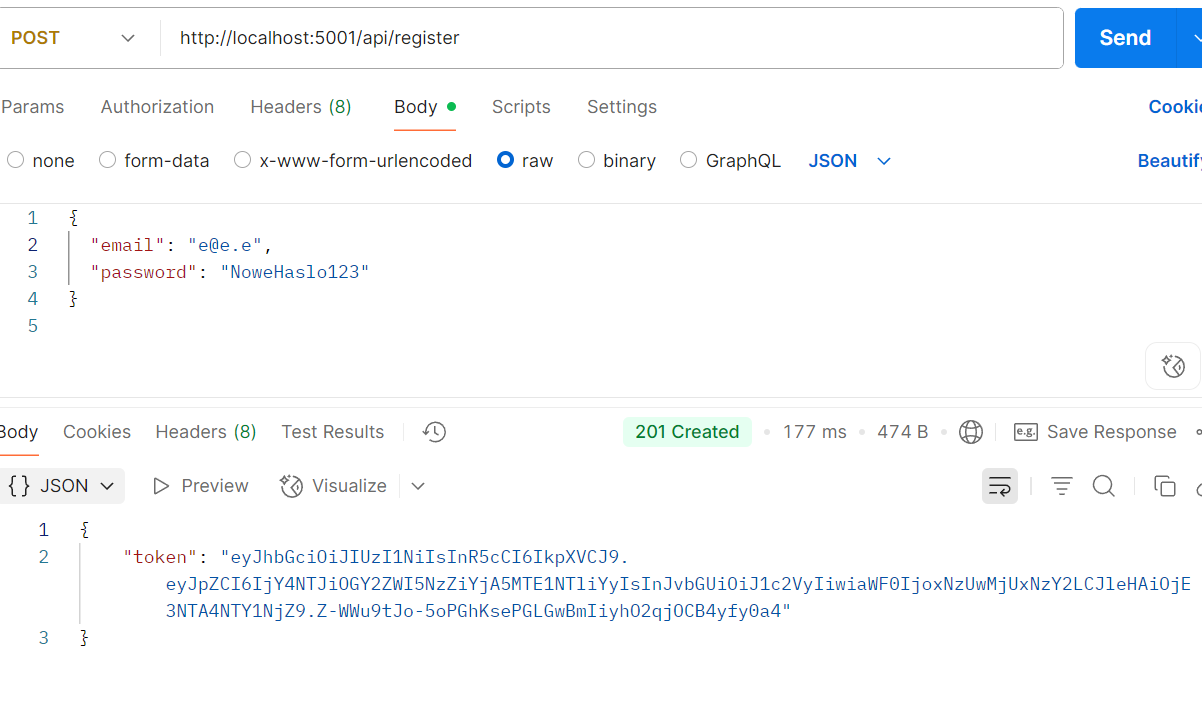 POST http://localhost:5001/api/register Send
Params Authorization Headers (8) Body Scripts Settings Cookie
none form-data x-www-form-urlencoded raw binary GraphQL JSON Beautify
1 {
2 "email": "e@e.e",
3 "password": "NoweHaslo123"
4 }
5
Body Cookies Headers (8) Test Results 201 Created 177 ms 474 B e.g. Save Response
{} JSON Preview Visualize
1 {
2 "token": "eyJhbGciOiJIUzI1NiIsInR5cCI6IkpXVCJ9.
eyJpZCI6IjY4NTJiOGY2ZWI5NzZiYjA5MTE1NTliYyIsInJvbGUiOiJ1c2VyIiwiaWF0IjoxNzUwMjUxNzY2LCJleHAiOjE
3NTA4NTY1NjZ9.Z-WWu9tJo-5oPGhKsePGLGwBmIiyhO2qjOCB4yfy0a4"
3 }